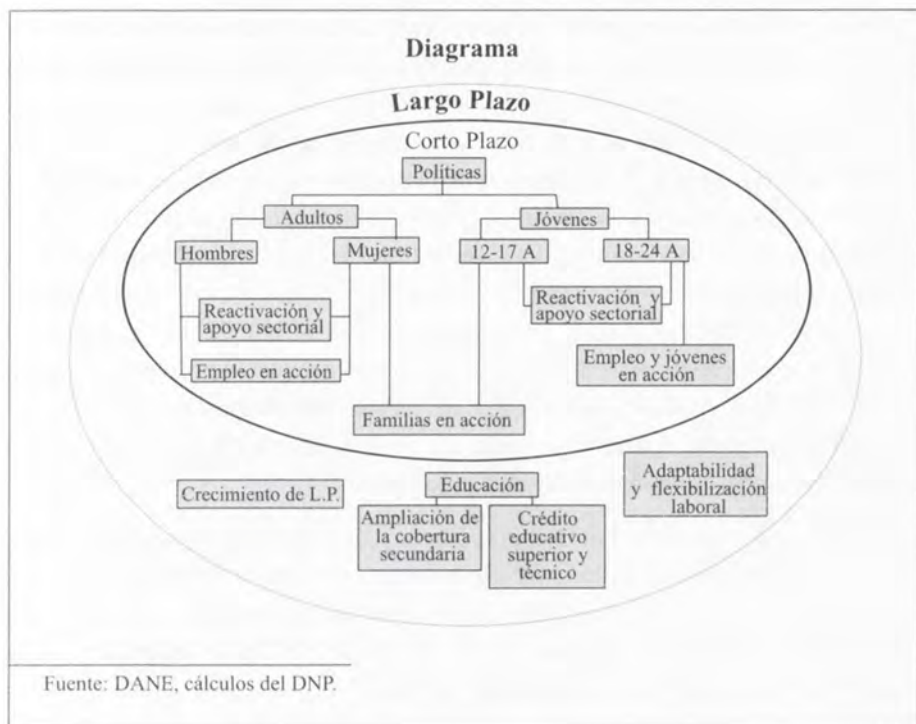 Diagrama
Largo Plazo
Corto Plazo
Políticas
Adultos
Jóvenes
Hombres
Mujeres
12-17 A
18-24 A
Reactivación y
apoyo sectorial
Reactivación y
apoyo sectorial
Empleo en acción
Empleo y jóvenes
en acción
Familias en acción
Crecimiento de L.P.
Educación
Adaptabilidad
y flexibilización
laboral
Ampliación de
la cobertura
secundaria
Crédito
educativo
superior y
técnico
Fuente: DANE, cálculos del DNP.